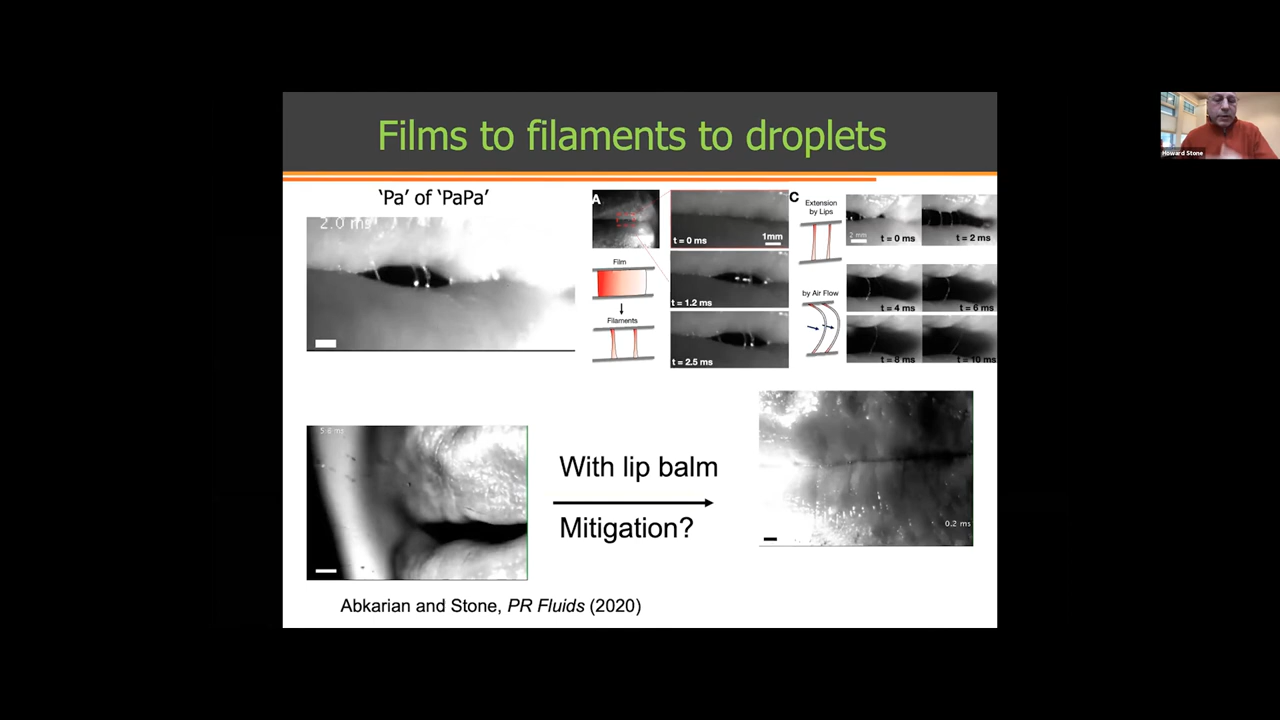 Films to filaments to droplets
Howard Stone
‘Pa’ of ‘PaPa’
2.0 ms
A
Film
Filaments
t = 0 ms
1mm
t = 1.2 ms
t = 2.5 ms
C
Extension
by Lips
by Air Flow
2 mm
t = 0 ms
t = 2 ms
t = 4 ms
t = 6 ms
t = 8 ms
t = 10 ms
5.6 ms
With lip balm
Mitigation?
0.2 ms
Abkarian and Stone, PR Fluids (2020)